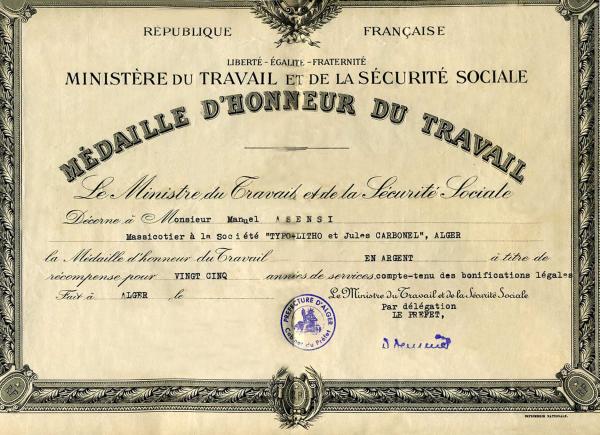 RÉPUBLIQUE FRANÇAISE
LIBERTÉ - ÉGALITÉ - FRATERNITÉ
MINISTÈRE DU TRAVAIL ET DE LA SÉCURITÉ SOCIALE
MÉDAILLE D'HONNEUR DU TRAVAIL
Le Ministre du Travail et de la Sécurité Sociale
Décerne à Monsieur Manuel ASENSI
Massicotier à la Société "TYPO-LITHO et Jules CARBONEL", ALGER
la Médaille d'honneur du Travail EN ARGENT à titre de
récompense pour VINGT CINQ années de services, compte-tenu des bonifications légales
Fait à ALGER le Le Ministre du Travail et de la Sécurité Sociale
Par délégation
LE PREFET,
PREFECTURE D'ALGER
Cabinet du Préfet
IMPRIMERIE NATIONALE.